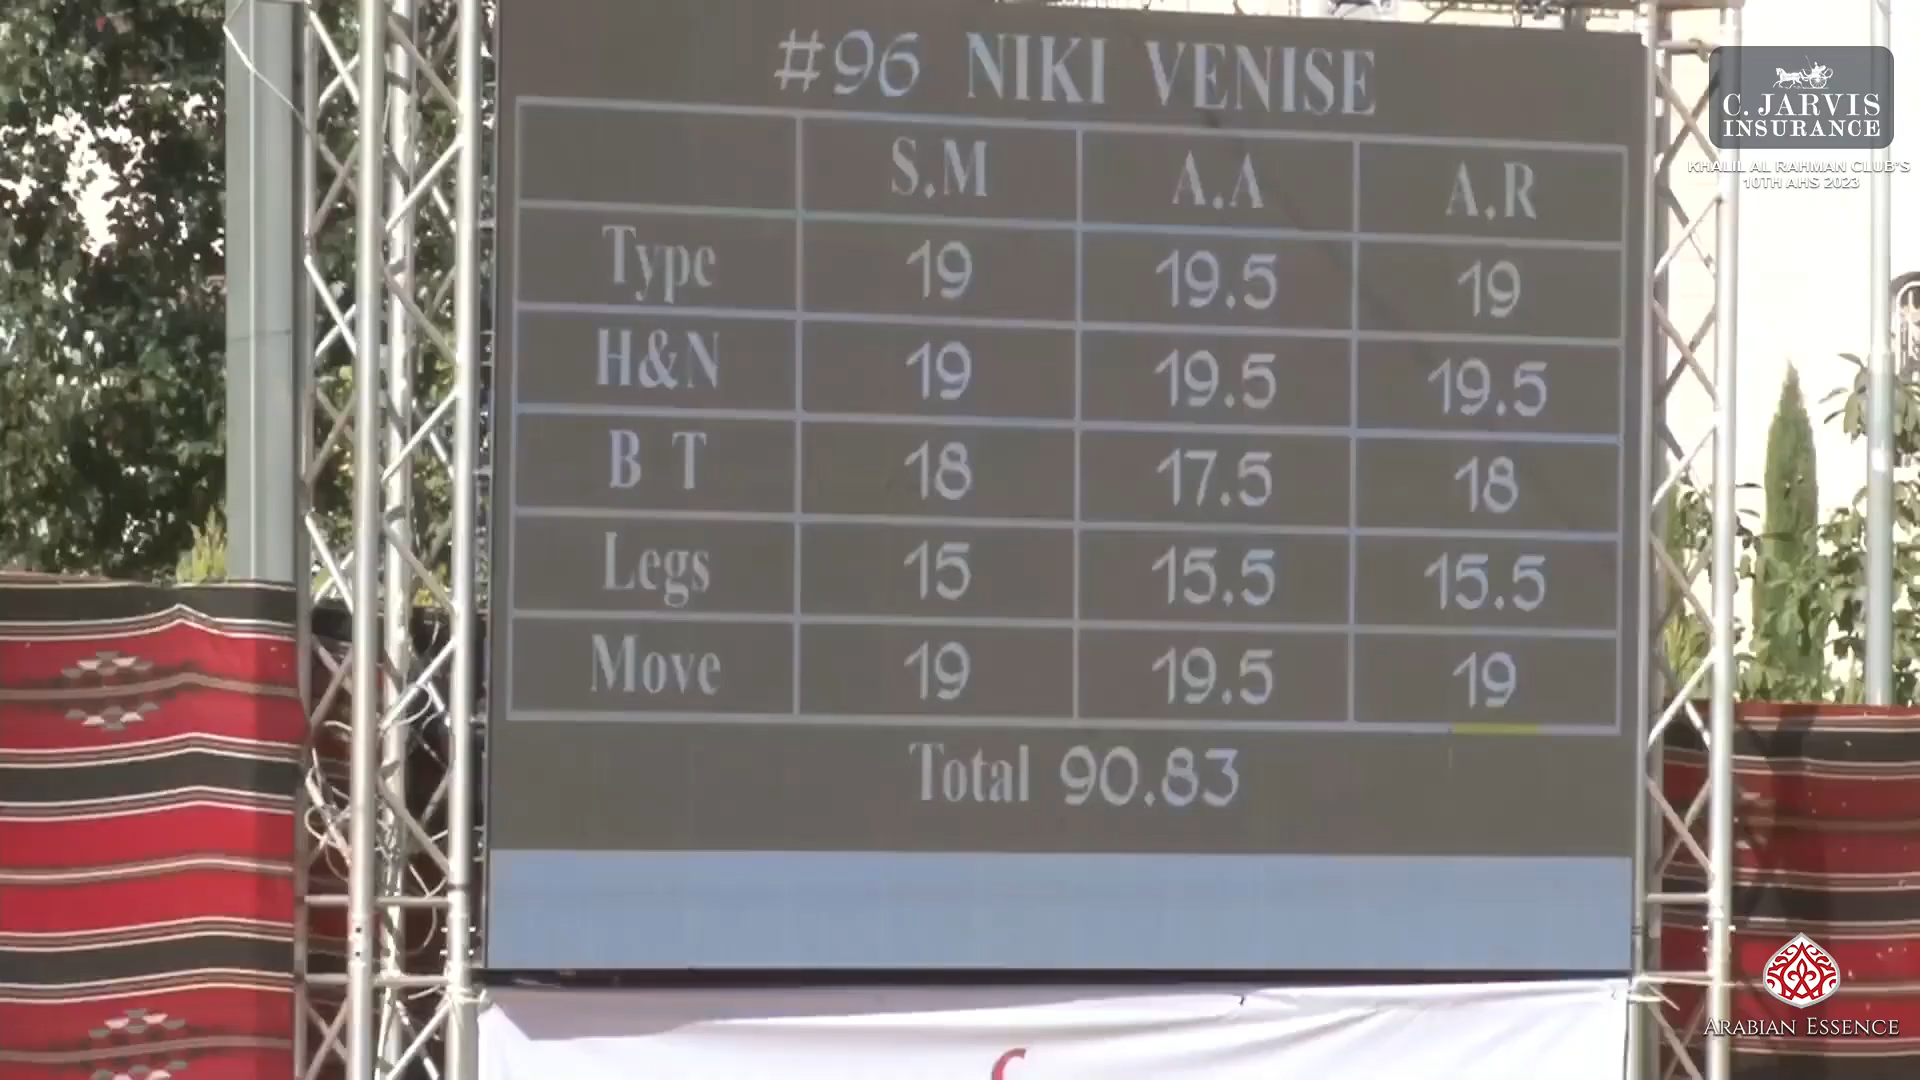 #96 NIKI VENISE
S.M A.A A.R
Type 19 19.5 19
H&N 19 19.5 19.5
B T 18 17.5 18
Legs 15 15.5 15.5
Move 19 19.5 19
Total 90.83
C. JARVIS
INSURANCE
KHALIL AL RAHMAN CLUB'S
10TH AHS 2023
ARABIAN ESSENCE